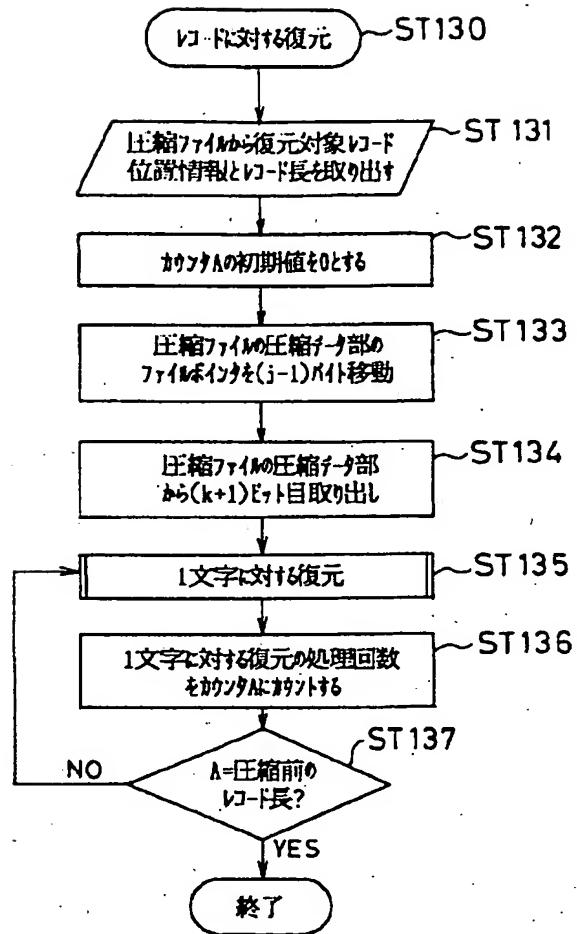 レコードに対する復元
ST130
圧縮ファイルから復元対象レコード
位置情報とレコード長を取り出す
ST131
カウンタAの初期値を0とする
ST132
圧縮ファイルの圧縮データ部の
ファイルポインタを(j-1)バイト移動
ST133
圧縮ファイルの圧縮データ部
から(k+1)ビット目取り出し
ST134
1文字に対する復元
ST135
1文字に対する復元の処理回数
をカウンタAにカウントする
ST136
A=圧縮前の
レコード長?
ST137
NO
YES
終了